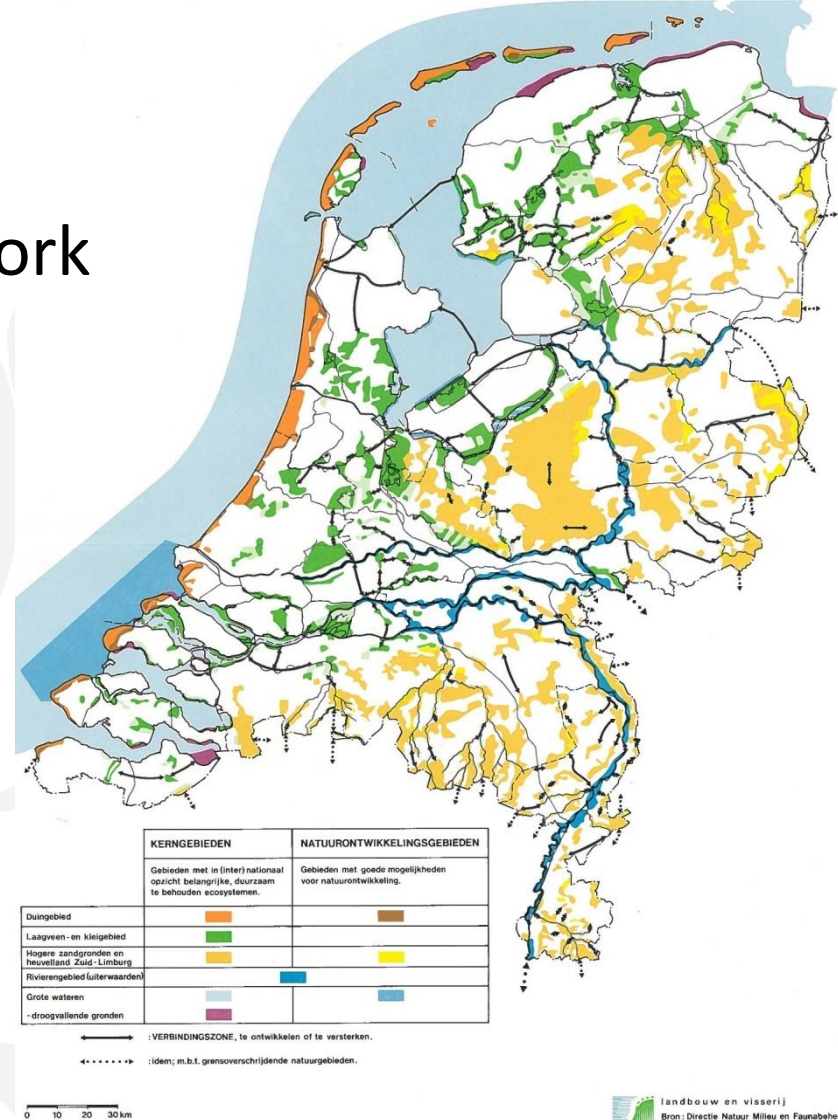 ork
KERNGEBIEDEN
NATUURONTWIKKELINGSGEBIEDEN
Gebieden met in (inter) nationaal
opzicht belangrijke, duurzaam
te behouden ecosystemen.
Gebieden met goede mogelijkheden
voor natuurontwikkeling.
Duingebied
Laagveen- en kleigebied
Hogere zandgronden en
heuvelland Zuid-Limburg
Rivierengebied (uiterwaarden)
Grote wateren
- droogvallende gronden
: VERBINDINGSZONE, te ontwikkelen of te versterken.
: idem; m.b.t. grensoverschrijdende natuurgebieden.
0 10 20 30 km
landbouw en visserij
Bron: Directie Natuur Milieu en Faunabehe